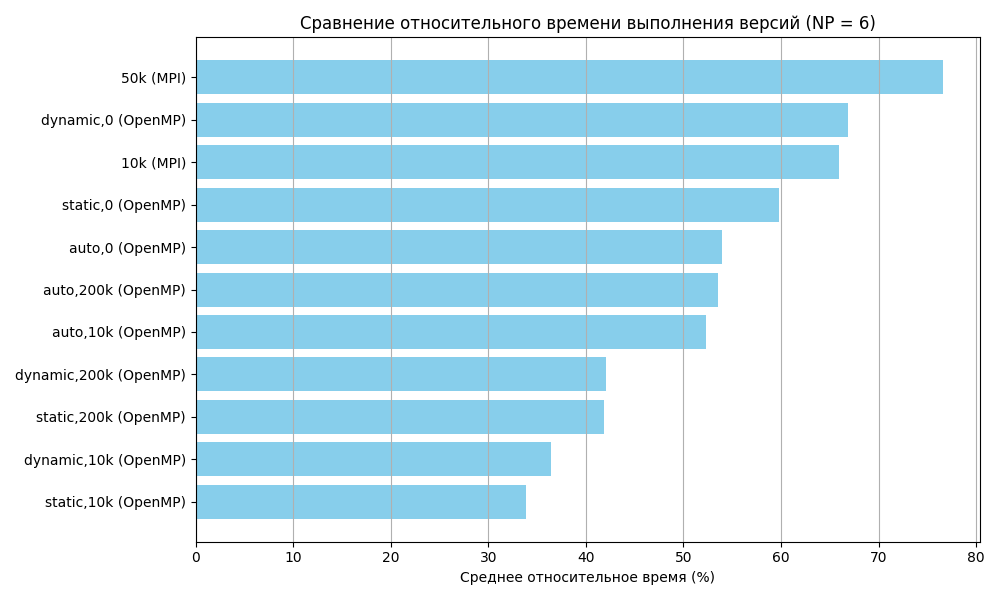 Сравнение относительного времени выполнения версий (NP = 6)
50k (MPI)
dynamic,0 (OpenMP)
10k (MPI)
static,0 (OpenMP)
auto,0 (OpenMP)
auto,200k (OpenMP)
auto,10k (OpenMP)
dynamic,200k (OpenMP)
static,200k (OpenMP)
dynamic,10k (OpenMP)
static,10k (OpenMP)
0 10 20 30 40 50 60 70 80
Среднее относительное время (%)